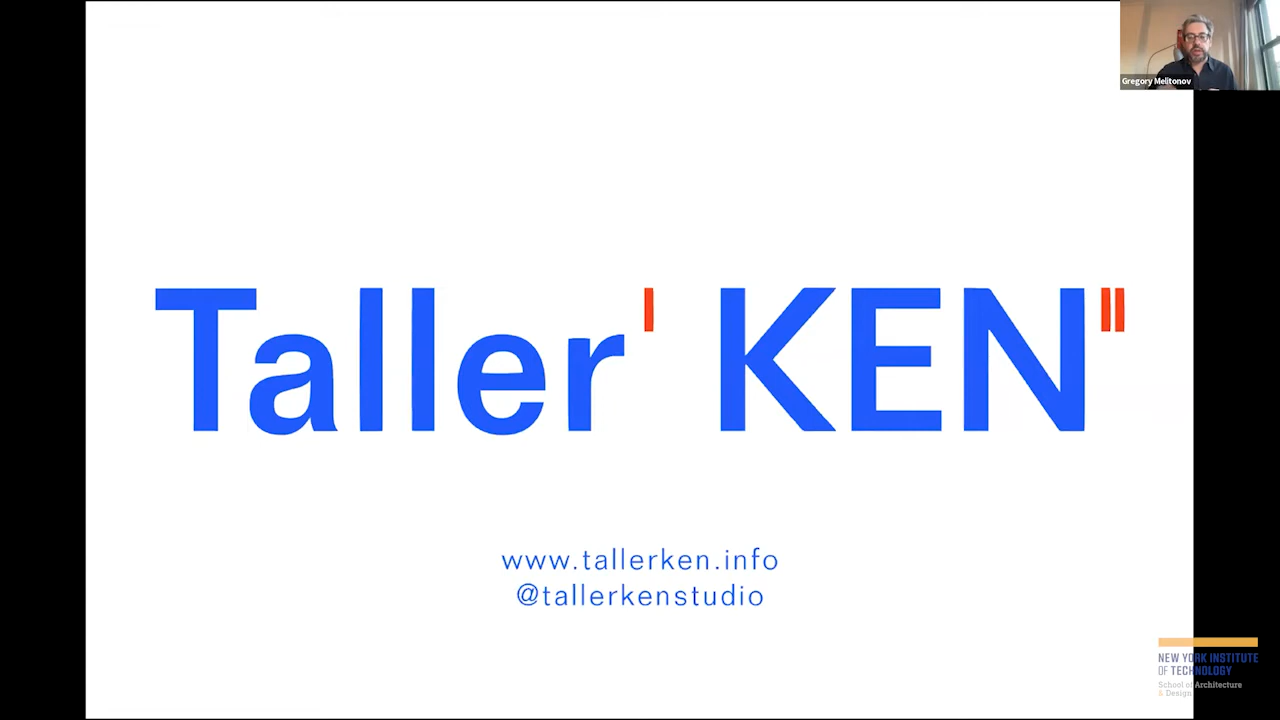 Gregory Melitonov
Taller' KEN"
www.tallerken.info
@tallerkenstudio
NEW YORK INSTITUTE
OF TECHNOLOGY
School of Architecture
& Design